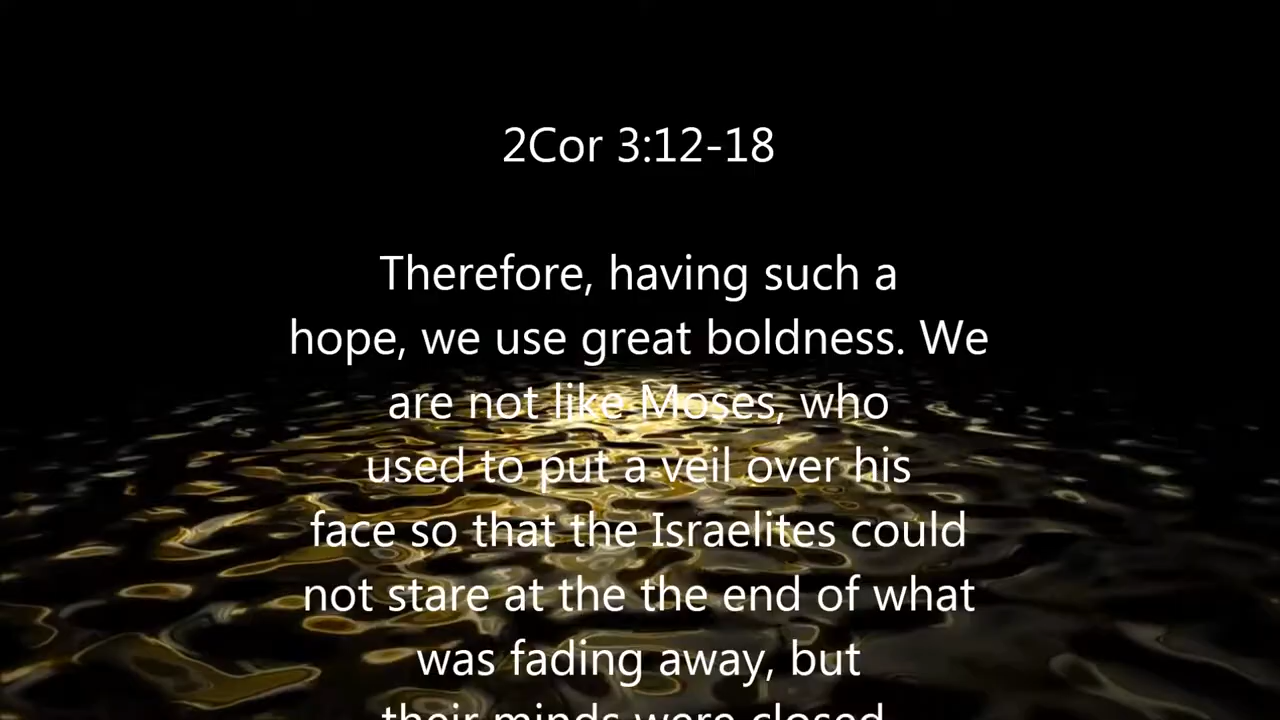 2Cor 3:12-18
Therefore, having such a
hope, we use great boldness. We
are not like Moses, who
used to put a veil over his
face so that the Israelites could
not stare at the the end of what
was fading away, but
their minds were closed